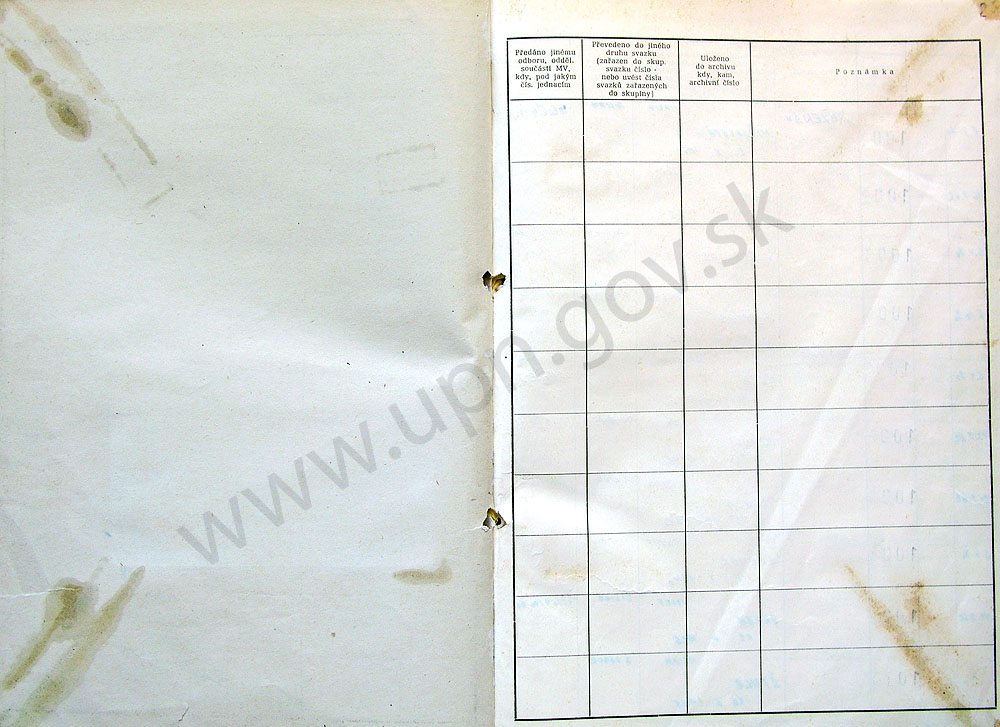 2
Předáno jinému
odboru, odděl.
součásti MV,
kdy, pod jakým
čís. jednacím
Převedeno do jiného
druhu svazku
(zařazen do skup.
svazku číslo -
nebo uvést čísla
svazků zařazených
do skupiny)
Uloženo
do archivu
kdy, kam,
archivní číslo
Poznámka
www.upn.gov.sk